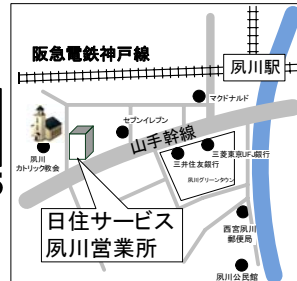 阪急電鉄神戸線
夙川駅
マクドナルド
セブンイレブン
山手幹線
夙川
カトリック教会
三菱東京UFJ銀行
三井住友銀行
夙川グリーンタウン
日住サービス
夙川営業所
西宮夙川
郵便局
夙川公民館